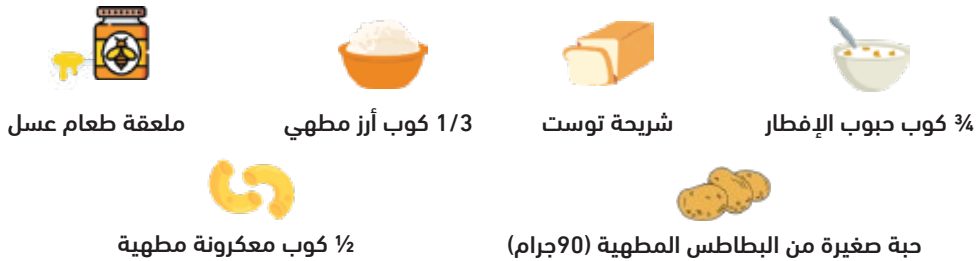 ¾ كوب حبوب الإفطار
شريحة توست
1/3 كوب أرز مطهي
ملعقة طعام عسل
حبة صغيرة من البطاطس المطهية (90جرام)
½ كوب معكرونة مطهية